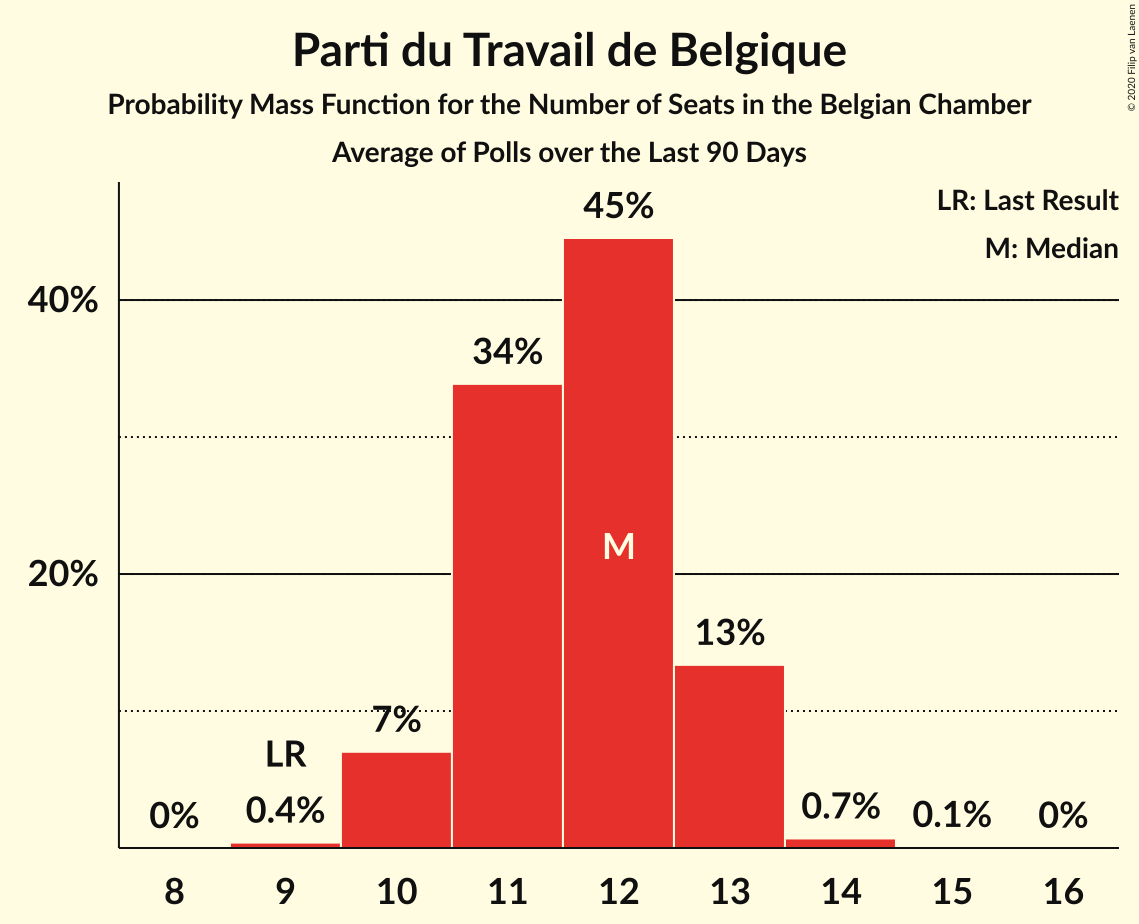 Parti du Travail de Belgique
Probability Mass Function for the Number of Seats in the Belgian Chamber
Average of Polls over the Last 90 Days
© 2020 Filip van Laenen
LR: Last Result
M: Median
45%
40%
34%
M
20%
13%
7%
LR
0% 0.4% 0.7% 0.1% 0%
8 9 10 11 12 13 14 15 16